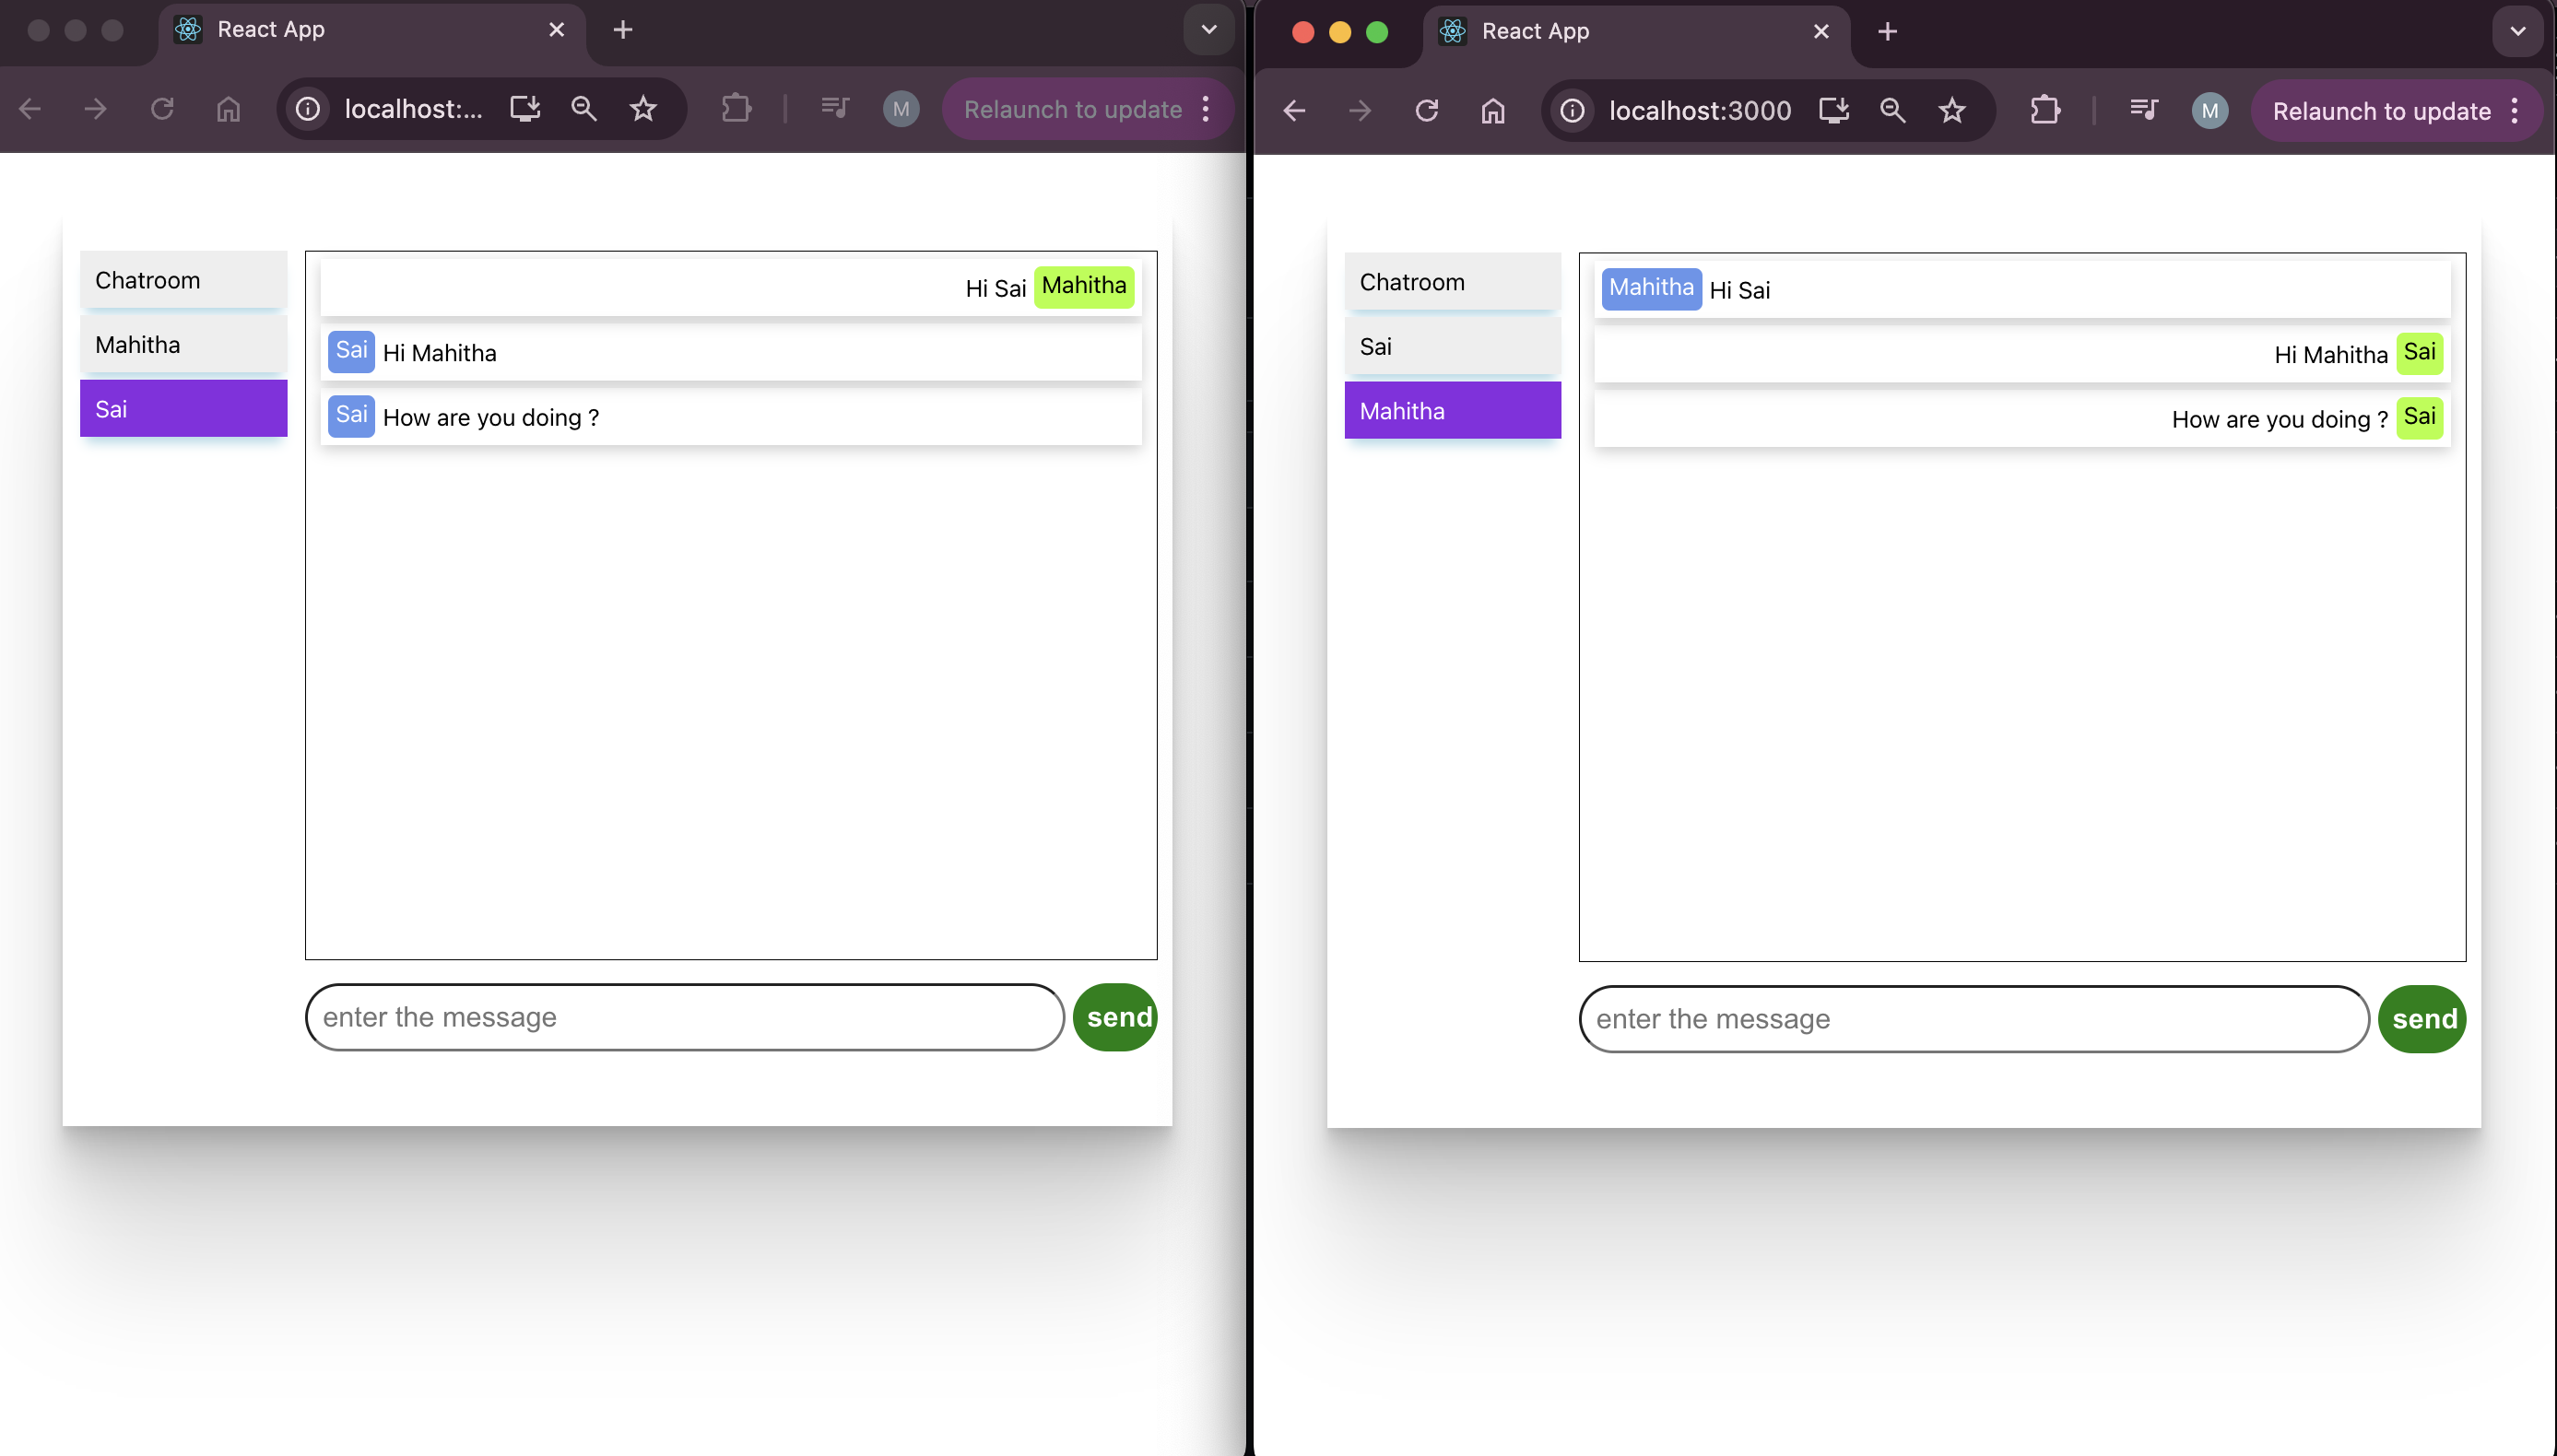 React App
localhost:...
M
Relaunch to update
Chatroom
Mahitha
Sai
Hi Sai Mahitha
Sai Hi Mahitha
Sai How are you doing ?
enter the message
send
React App
localhost:3000
M
Relaunch to update
Chatroom
Sai
Mahitha
Mahitha Hi Sai
Hi Mahitha Sai
How are you doing ? Sai
enter the message
send